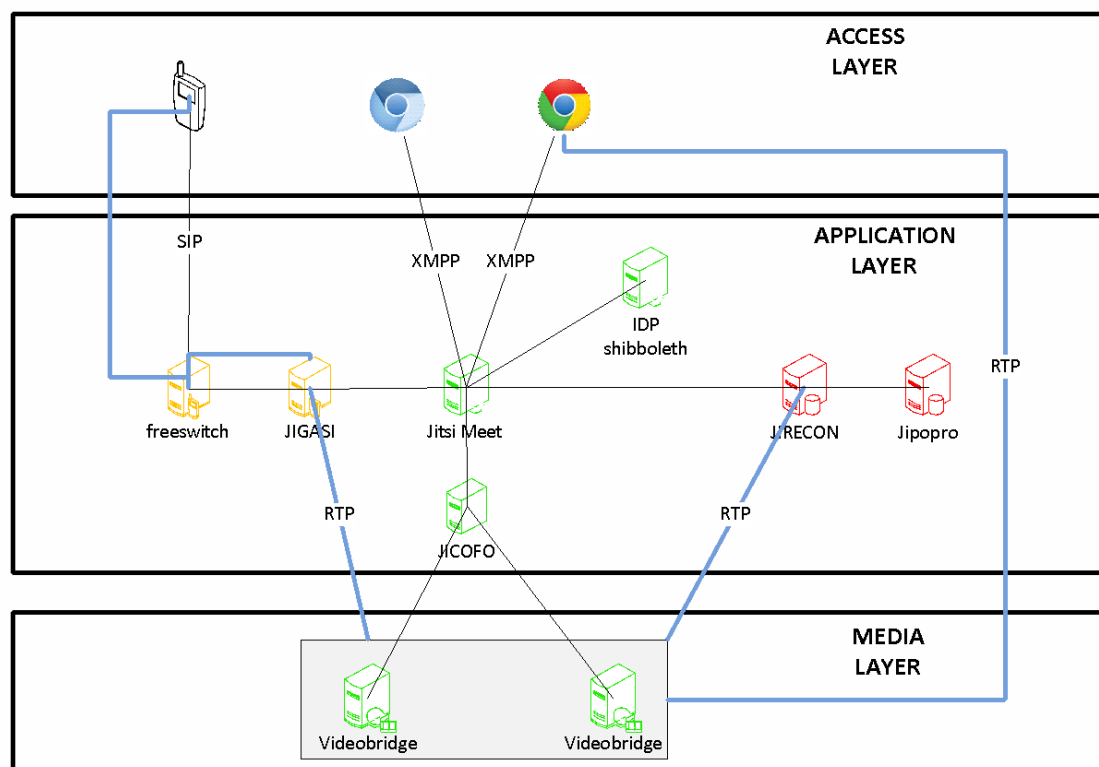 ACCESS
LAYER
APPLICATION
LAYER
SIP
XMPP
XMPP
IDP
shibboleth
RTP
freeswitch
JIGASI
Jitsi Meet
JIRECON
Jipopro
RTP
RTP
JICOFO
MEDIA
LAYER
Videobridge
Videobridge